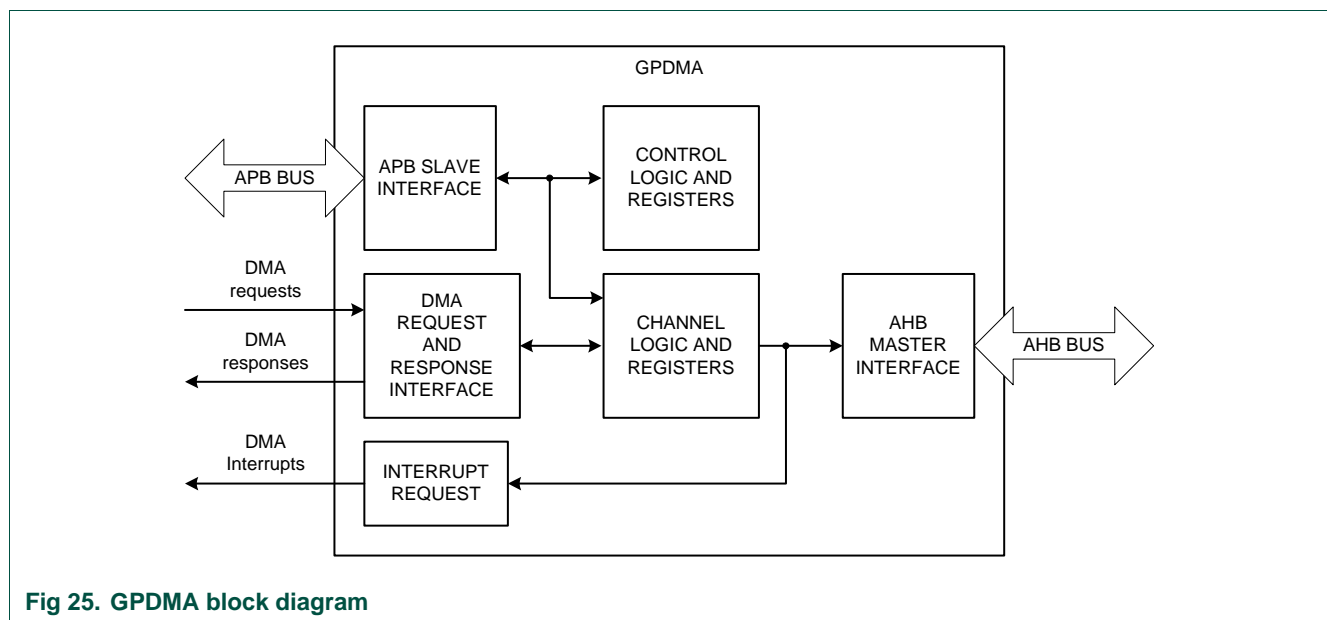 GPDMA
APB BUS
APB SLAVE
INTERFACE
CONTROL
LOGIC AND
REGISTERS
DMA
requests
DMA
responses
DMA
REQUEST
AND
RESPONSE
INTERFACE
CHANNEL
LOGIC AND
REGISTERS
AHB
MASTER
INTERFACE
AHB BUS
DMA
Interrupts
INTERRUPT
REQUEST
Fig 25. GPDMA block diagram